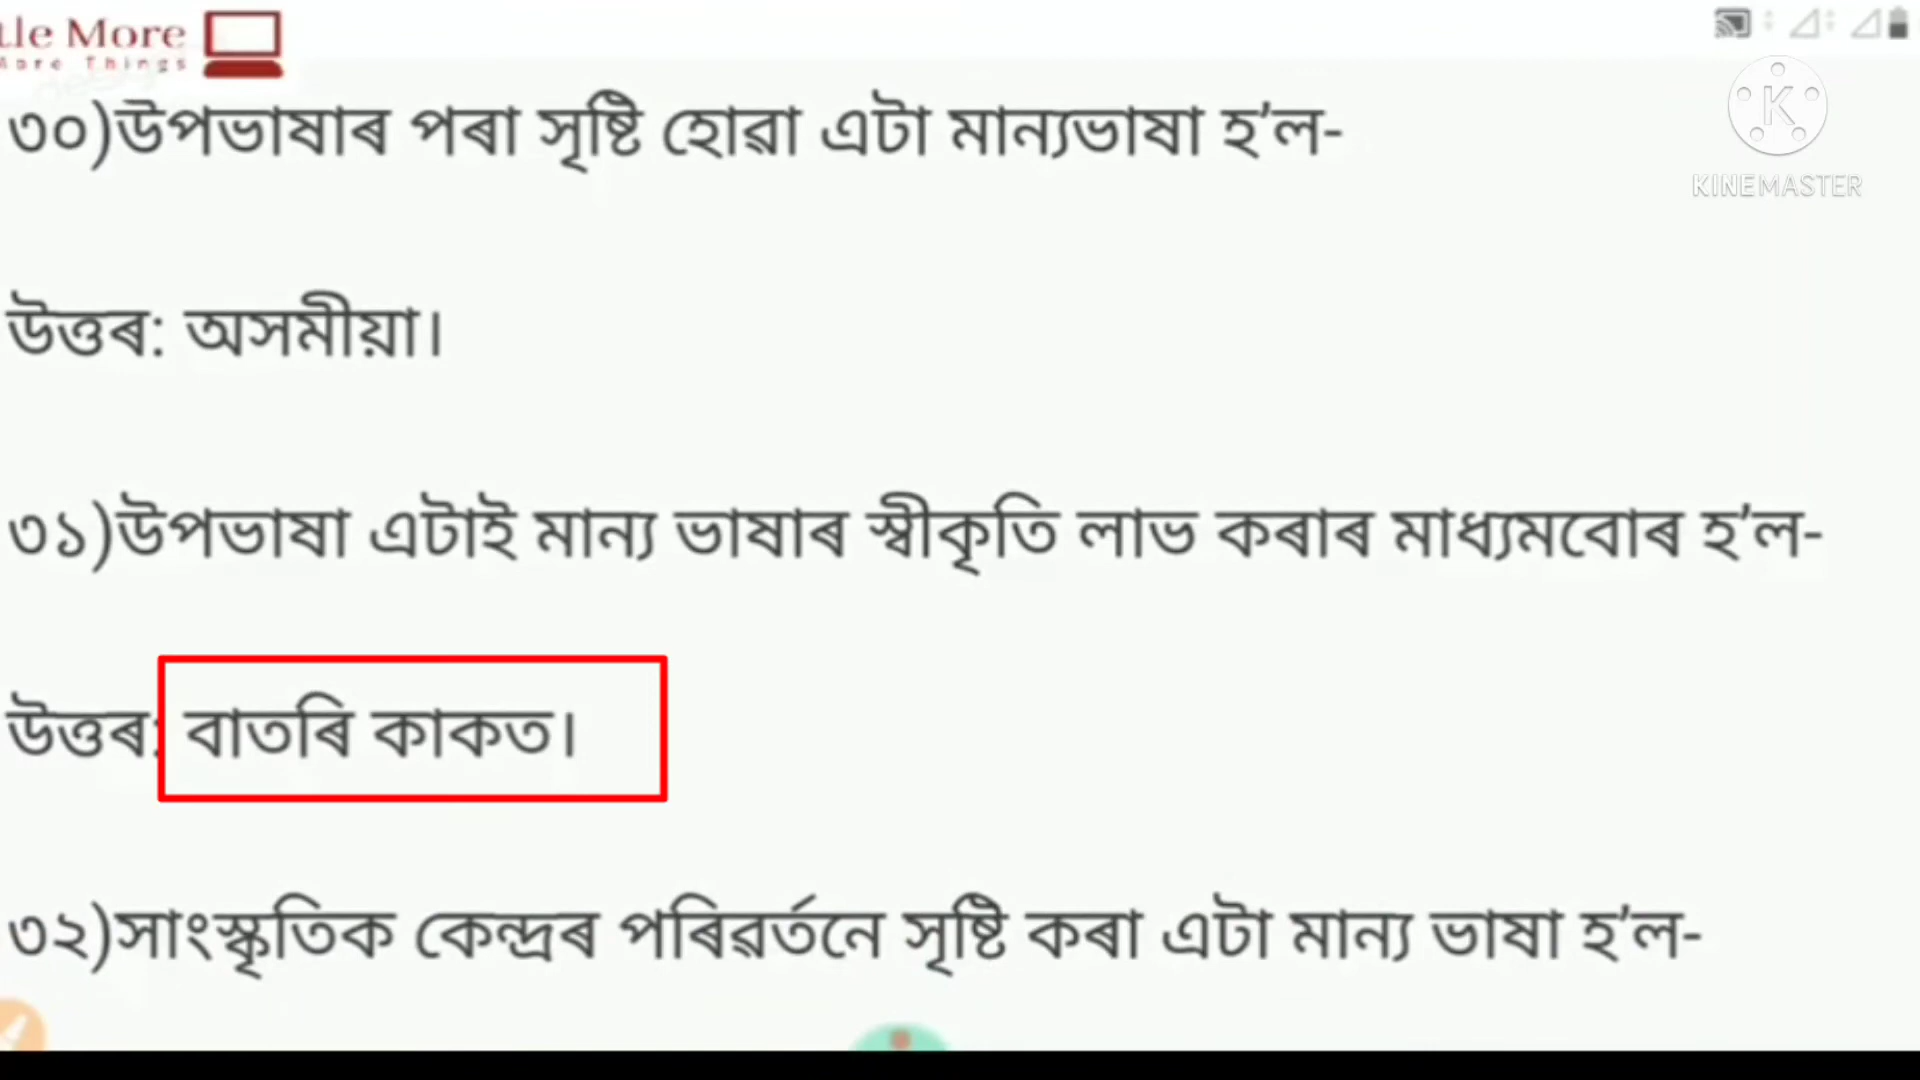 tle More
More Things
KINEMASTER
৩০)উপভাষাৰ পৰা সৃষ্টি হোৱা এটা মান্যভাষা হ'ল-
উত্তৰ: অসমীয়া।
৩১)উপভাষা এটাই মান্য ভাষাৰ স্বীকৃতি লাভ কৰাৰ মাধ্যমবোৰ হ'ল-
উত্তৰ: বাতৰি কাকত।
৩২)সাংস্কৃতিক কেন্দ্ৰৰ পৰিৱৰ্তনে সৃষ্টি কৰা এটা মান্য ভাষা হ'ল-